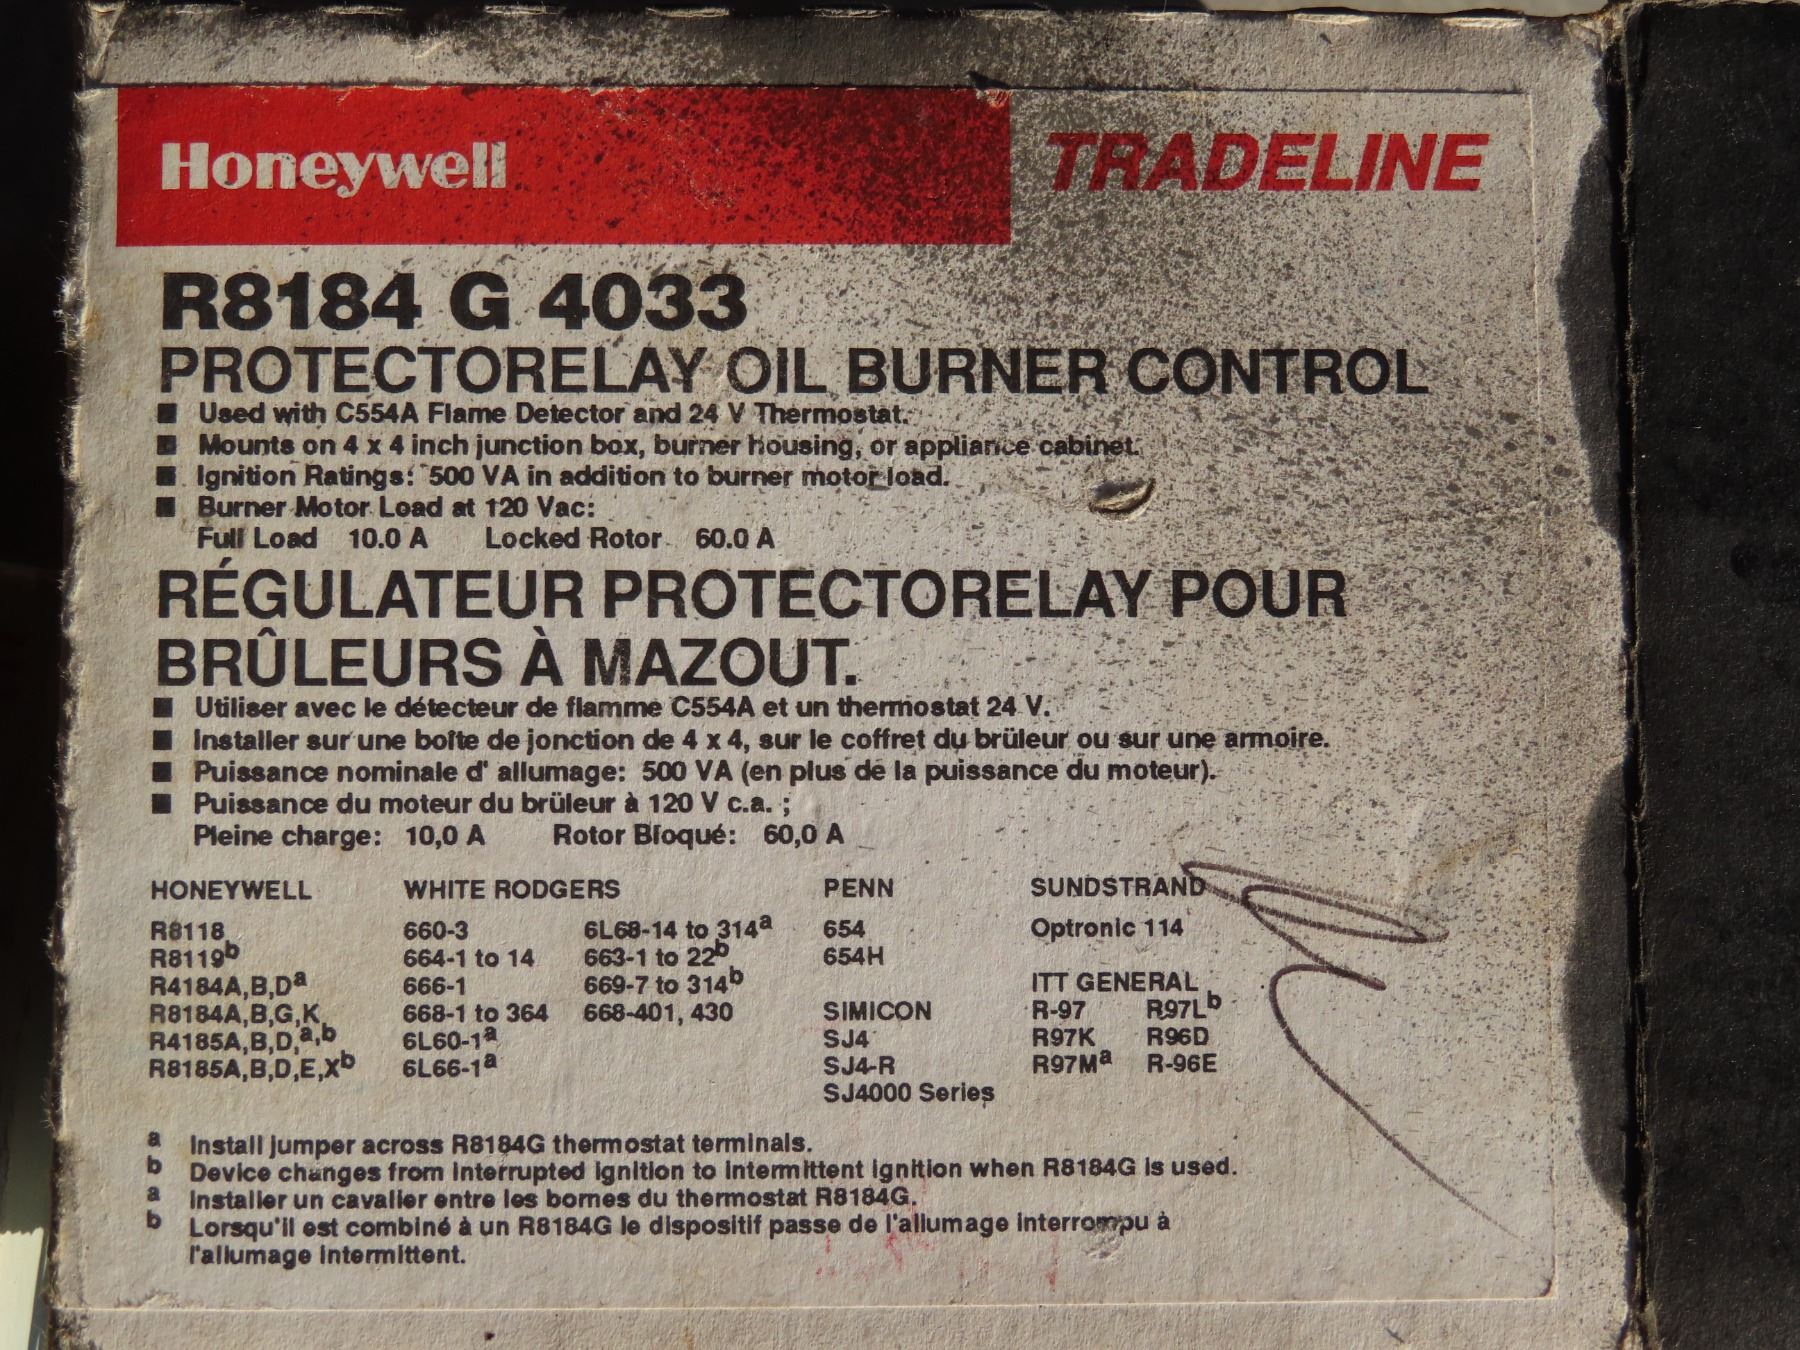 Honeywell TRADELINE
R8184 G 4033
PROTECTORELAY OIL BURNER CONTROL
■ Used with C554A Flame Detector and 24 V Thermostat.
■ Mounts on 4 x 4 inch junction box, burner housing, or appliance cabinet.
■ Ignition Ratings: 500 VA in addition to burner motor load.
■ Burner Motor Load at 120 Vac:
Full Load 10.0 A Locked Rotor 60.0 A
RÉGULATEUR PROTECTORELAY POUR
BRÛLEURS À MAZOUT.
■ Utiliser avec le détecteur de flamme C554A et un thermostat 24 V.
■ Installer sur une boîte de jonction de 4 x 4, sur le coffret du brûleur ou sur une armoire.
■ Puissance nominale d' allumage: 500 VA (en plus de la puissance du moteur).
■ Puissance du moteur du brûleur à 120 V c.a. ;
Pleine charge: 10,0 A Rotor Bloqué: 60,0 A
HONEYWELL WHITE RODGERS PENN SUNDSTRAND
R8118 660-3 6L68-14 to 314ª 654 Optronic 114
R8119ᵇ 664-1 to 14 663-1 to 22ᵇ 654H
R4184A,B,Dª 666-1 669-7 to 314ᵇ ITT GENERAL
R8184A,B,G,K 668-1 to 364 668-401, 430 SIMICON R-97 R97Lᵇ
R4185A,B,D,ª,ᵇ 6L60-1ª SJ4 R97K R96D
R8185A,B,D,E,Xᵇ 6L66-1ª SJ4-R R97Mª R-96E
SJ4000 Series
a Install jumper across R8184G thermostat terminals.
b Device changes from interrupted ignition to intermittent ignition when R8184G is used.
a Installer un cavalier entre les bornes du thermostat R8184G.
b Lorsqu'il est combiné à un R8184G le dispositif passe de l'allumage interrompu à
l'allumage intermittent.